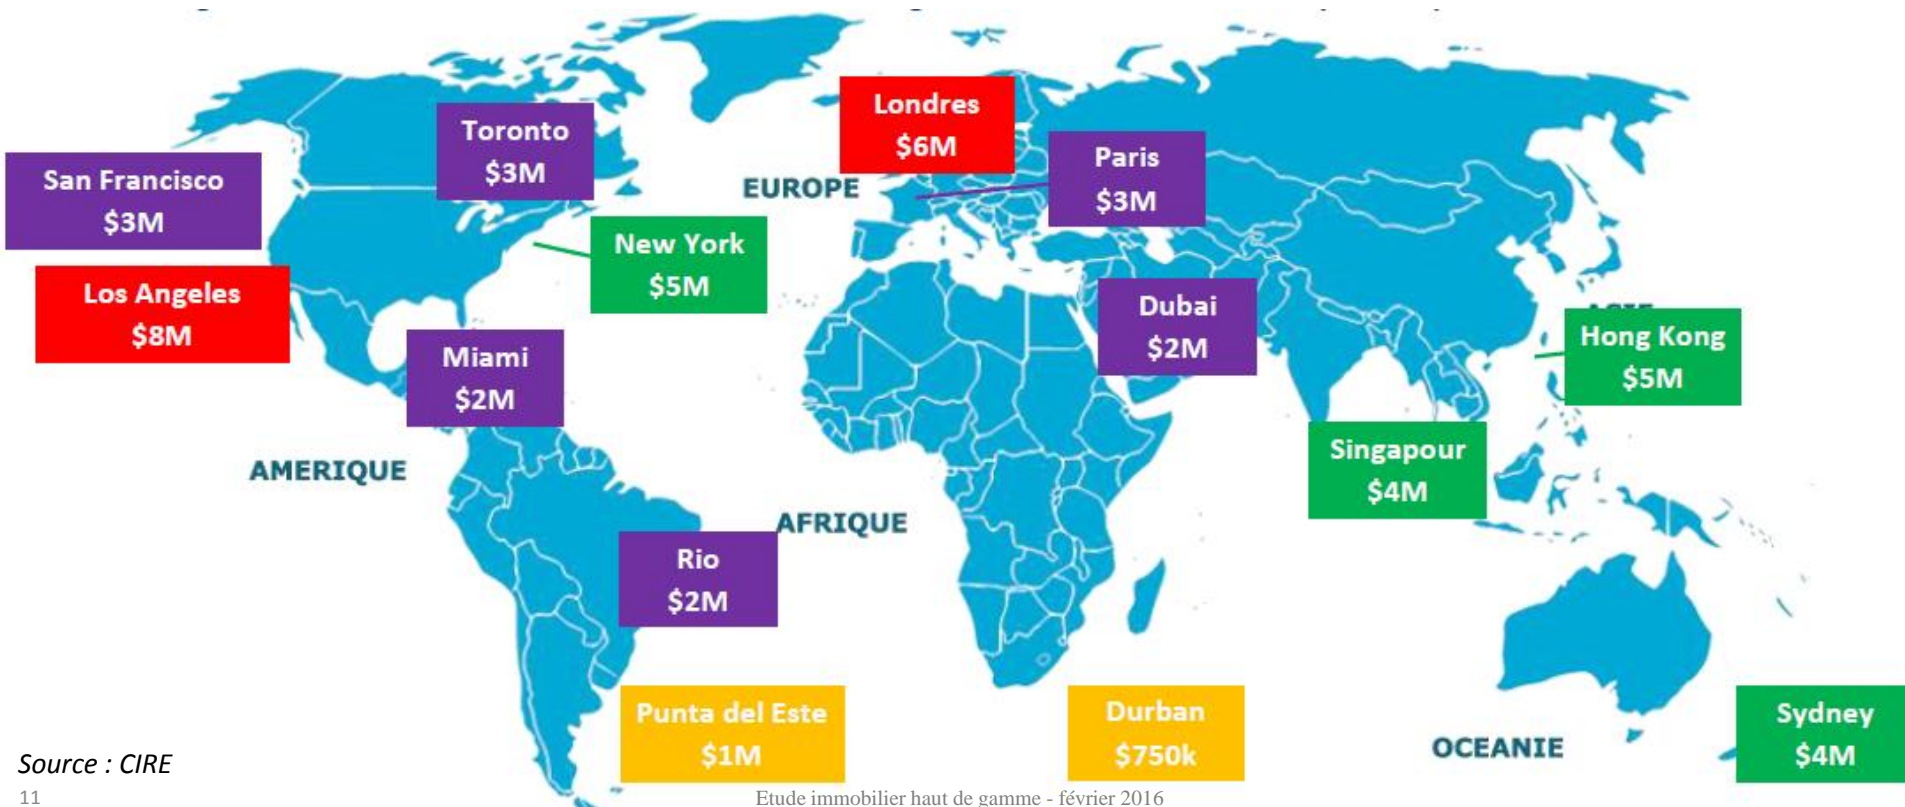 Toronto
$3M
Londres
$6M
Paris
$3M
San Francisco
$3M
EUROPE
New York
$5M
Los Angeles
$8M
Dubai
$2M
ASIE
Hong Kong
$5M
Miami
$2M
Singapour
$4M
AMERIQUE
AFRIQUE
Rio
$2M
Punta del Este
$1M
Durban
$750k
OCEANIE
Sydney
$4M
Source : CIRE
11
Etude immobilier haut de gamme - février 2016